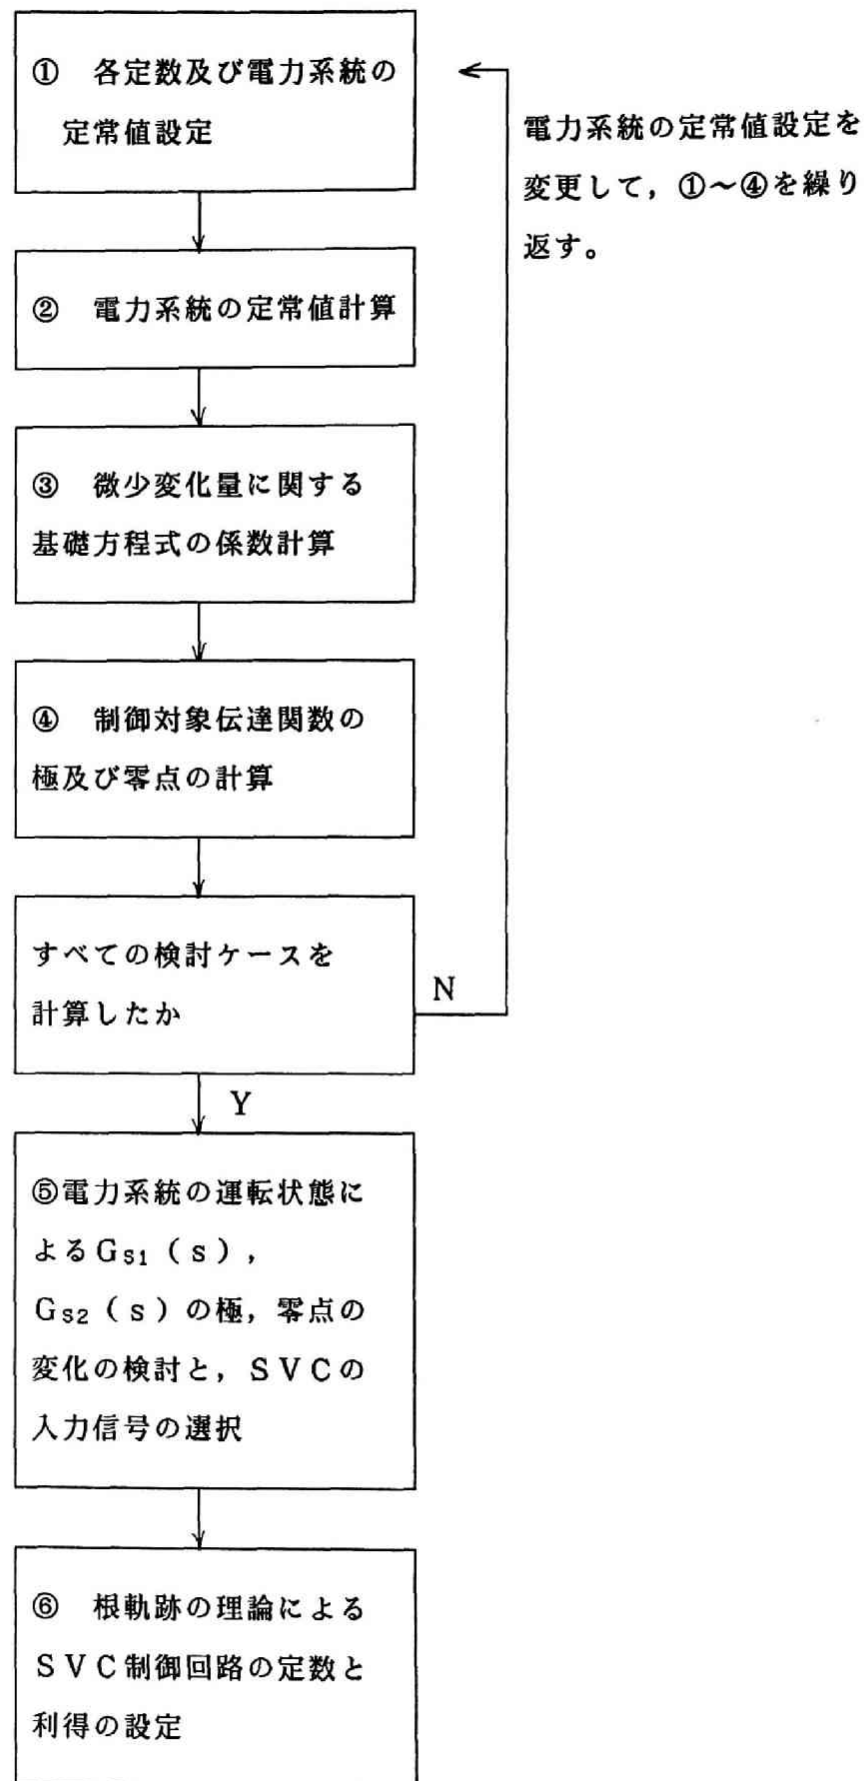 ① 各定数及び電力系統の
定常値設定
電力系統の定常値設定を
変更して，①～④を繰り
返す。
② 電力系統の定常値計算
③ 微少変化量に関する
基礎方程式の係数計算
④ 制御対象伝達関数の
極及び零点の計算
すべての検討ケースを
計算したか
N
Y
⑤電力系統の運転状態に
よるＧS1（ｓ），
ＧS2（ｓ）の極，零点の
変化の検討と，ＳＶＣの
入力信号の選択
⑥ 根軌跡の理論による
ＳＶＣ制御回路の定数と
利得の設定